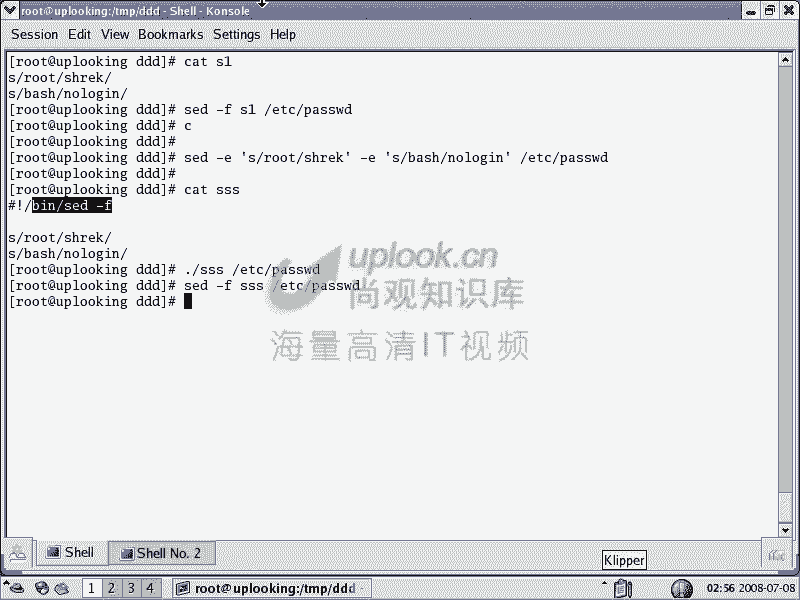 root@uplooking:/tmp/ddd - Shell - Konsole
Session Edit View Bookmarks Settings Help
[root@uplooking ddd]# cat s1
s/root/shrek/
s/bash/nologin/
[root@uplooking ddd]# sed -f s1 /etc/passwd
[root@uplooking ddd]# c
[root@uplooking ddd]#
[root@uplooking ddd]# sed -e 's/root/shrek' -e 's/bash/nologin' /etc/passwd
[root@uplooking ddd]#
[root@uplooking ddd]# cat sss
#!/bin/sed -f
s/root/shrek/
s/bash/nologin/
[root@uplooking ddd]# ./sss /etc/passwd
[root@uplooking ddd]# sed -f sss /etc/passwd
[root@uplooking ddd]#
uplook.cn
尚观知识库
海量高清IT视频
Shell Shell No. 2
Klipper
1 2 3 4 root@uplooking:/tmp/ddd 02:56 2008-07-08